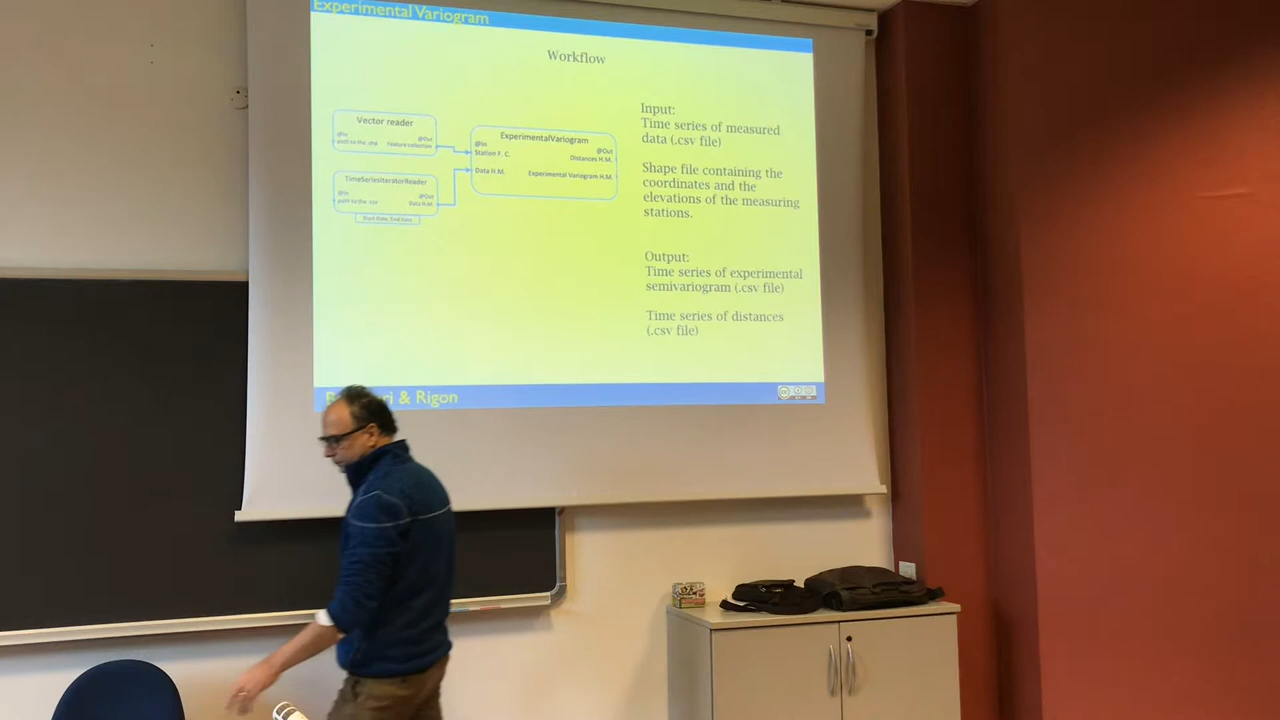 Experimental Variogram
Workflow
Vector reader
@In
path to the .shp
@Out
Feature collection
TimeSeriesIteratorReader
@In
path to the .csv
@Out
Data H.M.
Start Date, End Date
ExperimentalVariogram
@In
Station F. C.
Data H.M.
@Out
Distances H.M.
Experimental Variogram H.M.
Input:
Time series of measured
data (.csv file)
Shape file containing the
coordinates and the
elevations of the measuring
stations.
Output:
Time series of experimental
semivariogram (.csv file)
Time series of distances
(.csv file)
& Rigon